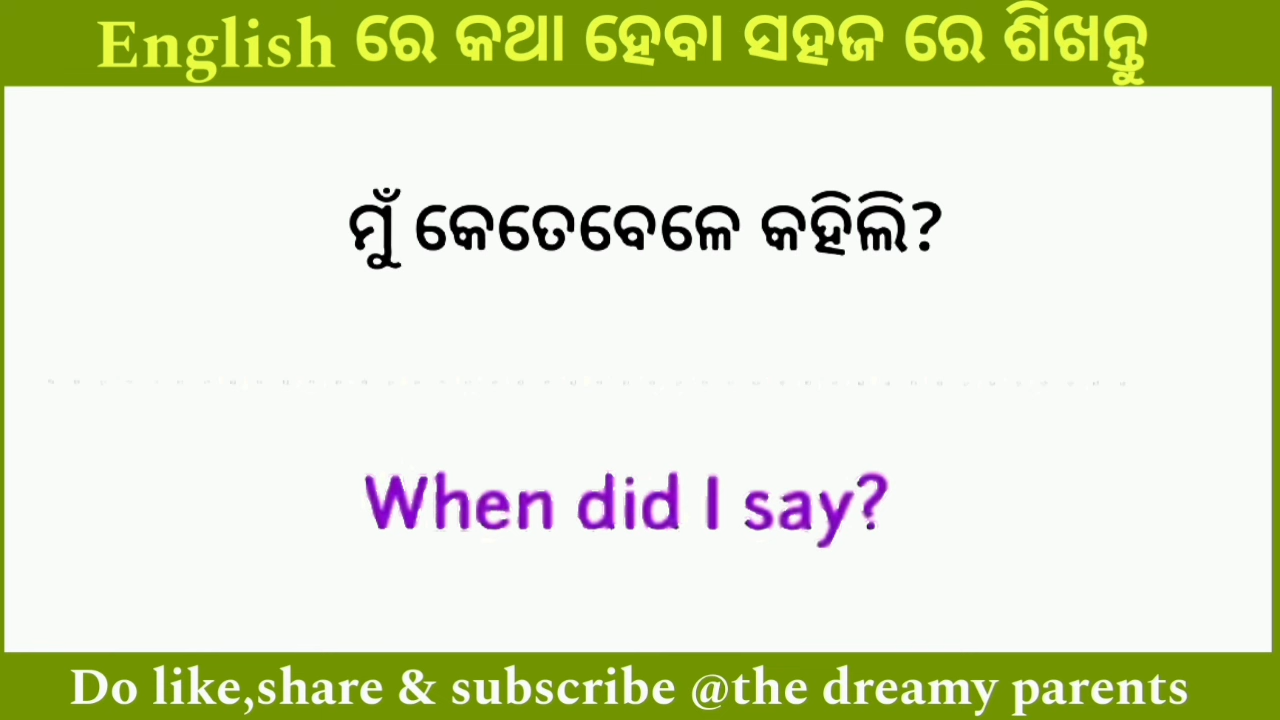 English ରେ କଥା ହେବା ସହଜ ରେ ଶିଖନ୍ତୁ
ମୁଁ କେତେବେଳେ କହିଲି?
When did I say?
Do like,share & subscribe @the dreamy parents